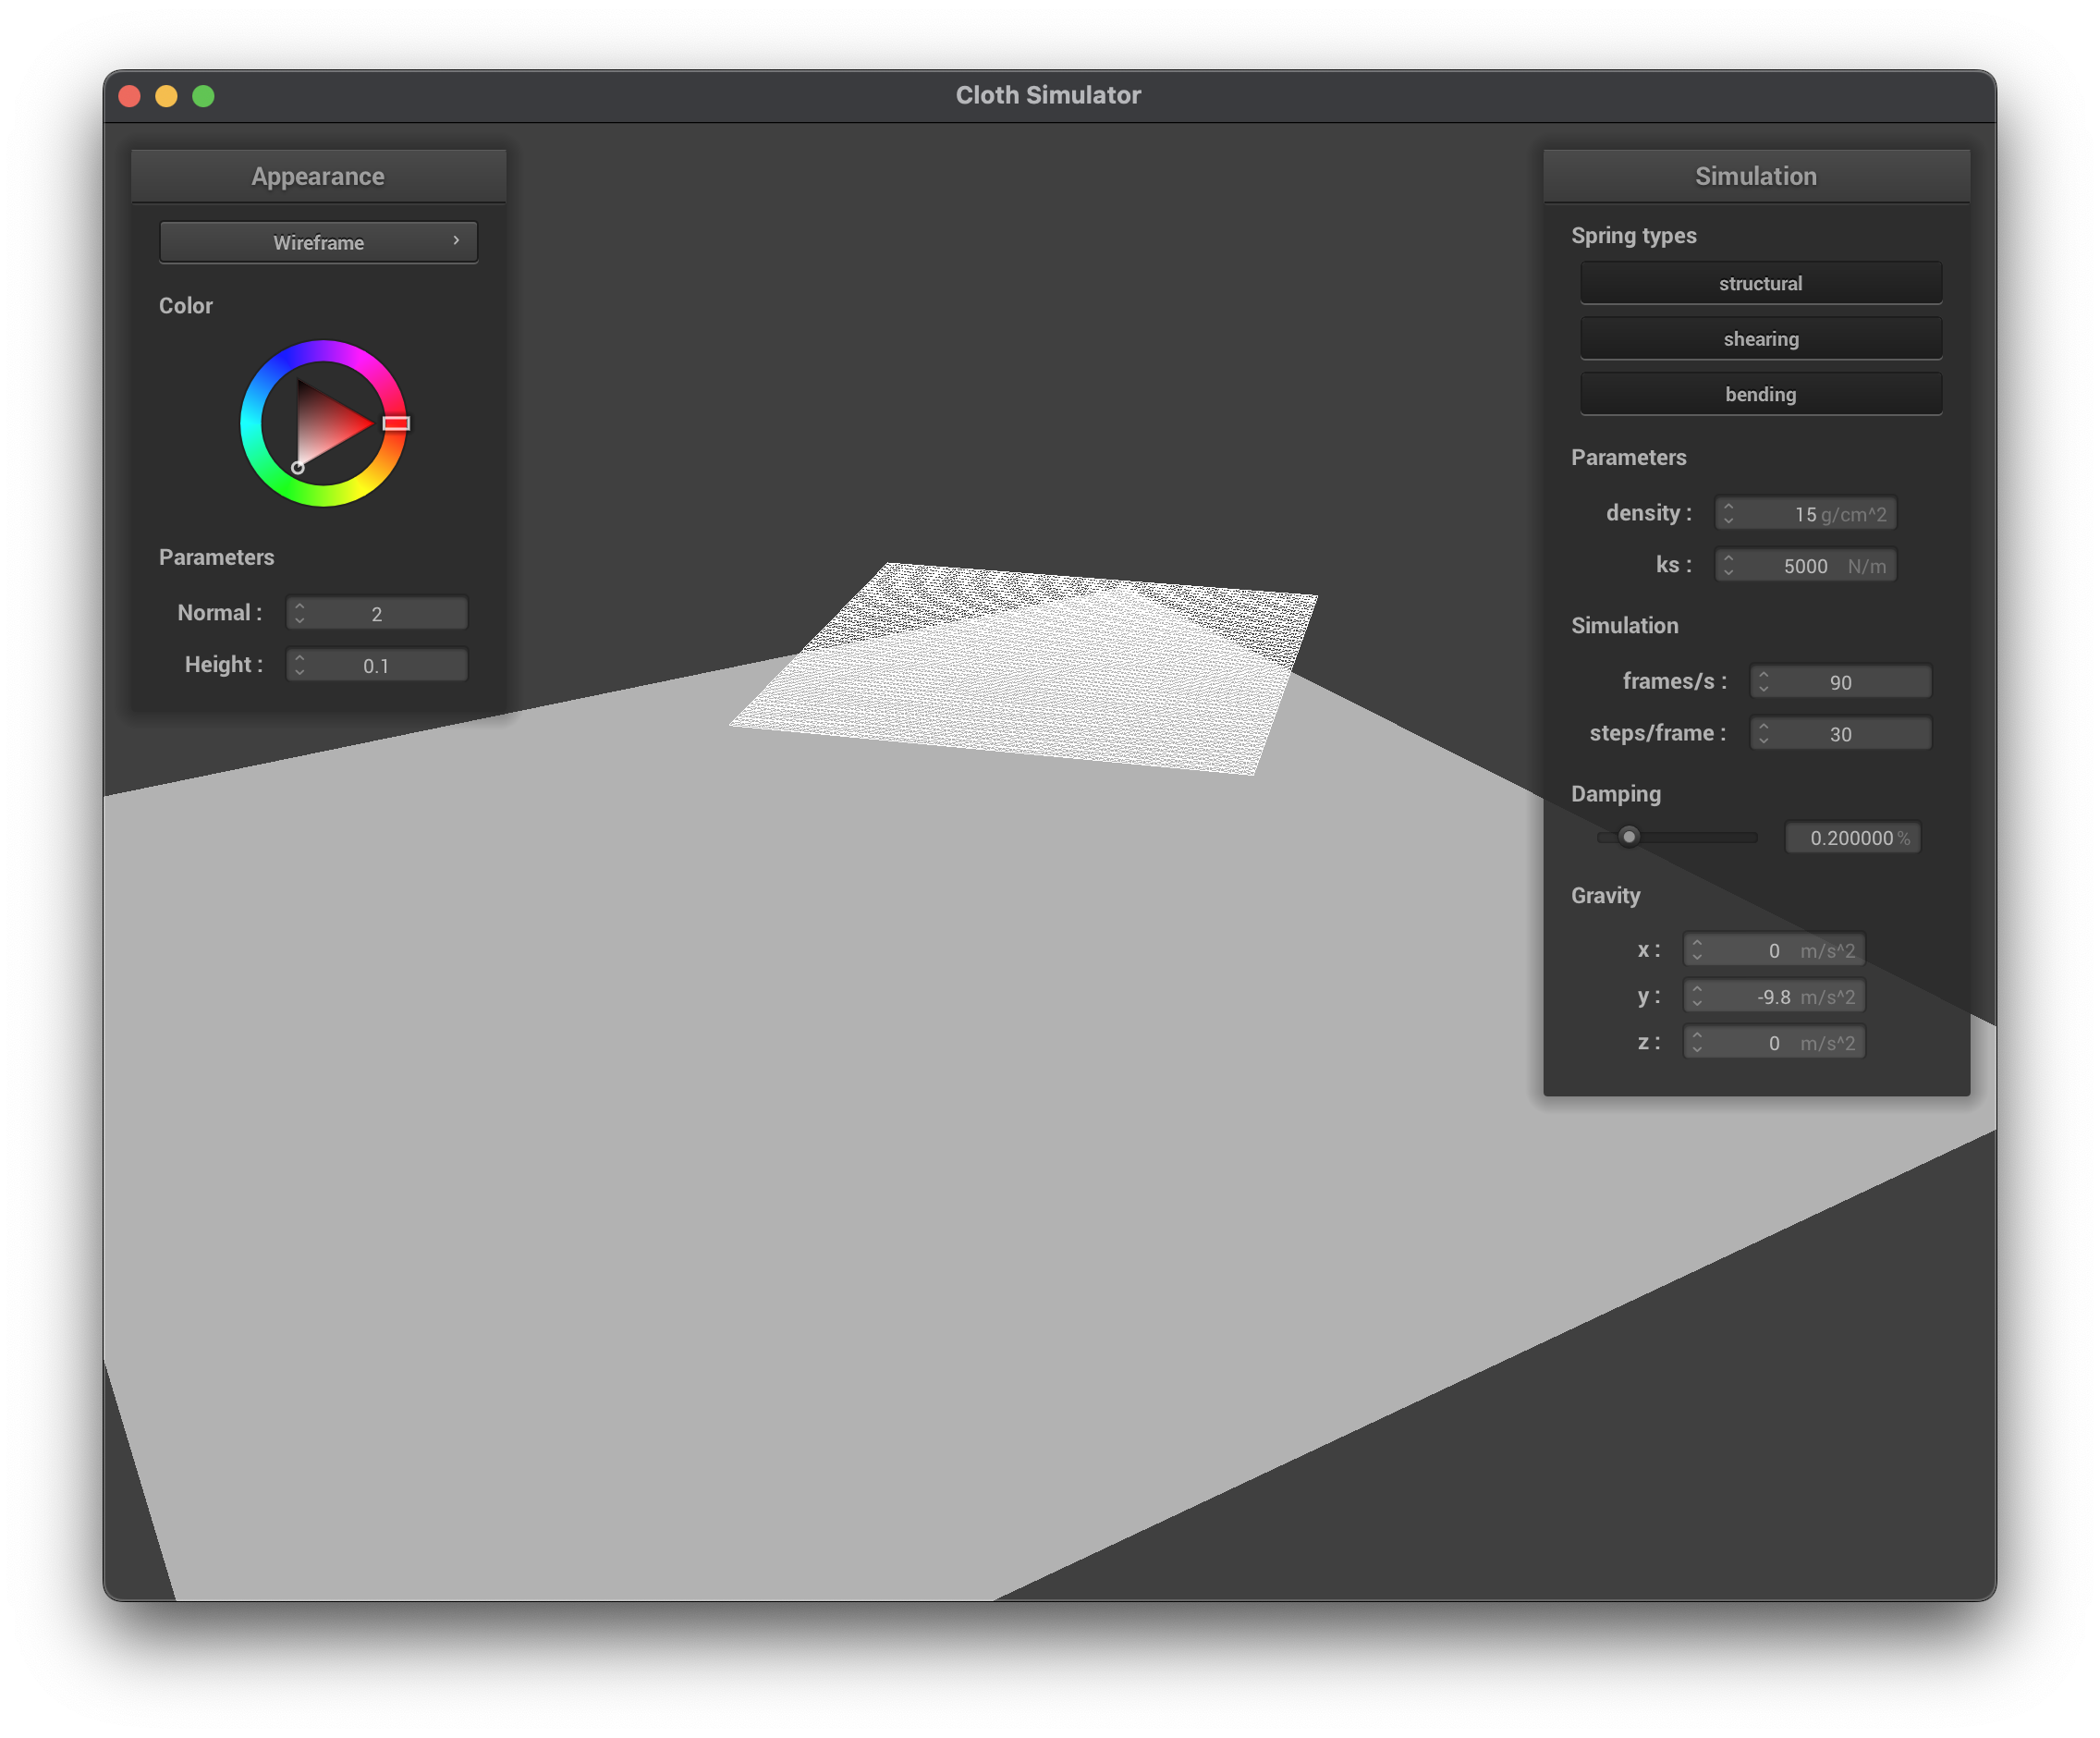 Cloth Simulator
Appearance
Wireframe
Color
Parameters
Normal : 2
Height : 0.1
Simulation
Spring types
structural
shearing
bending
Parameters
density : 15 g/cm^2
ks : 5000 N/m
Simulation
frames/s : 90
steps/frame : 30
Damping
0.200000 %
Gravity
x : 0 m/s^2
y : -9.8 m/s^2
z : 0 m/s^2